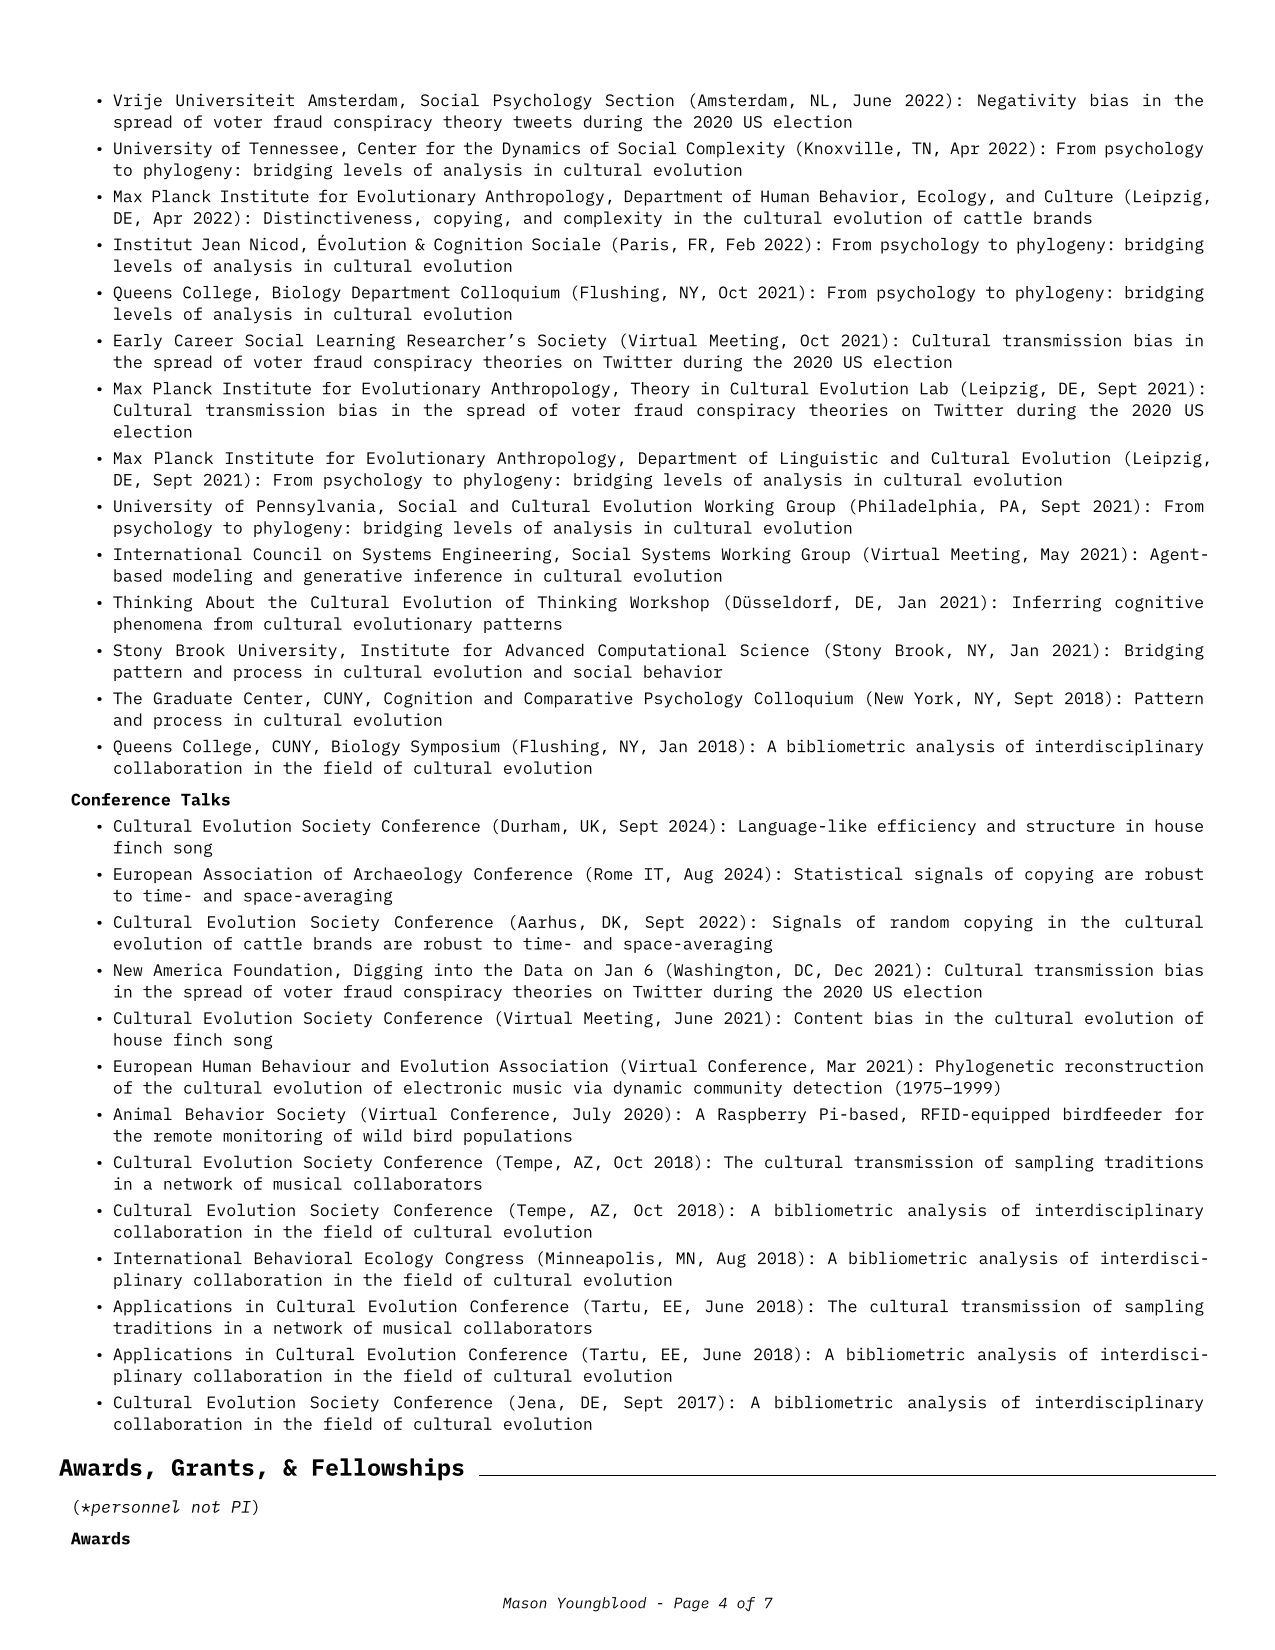 • Vrije Universiteit Amsterdam, Social Psychology Section (Amsterdam, NL, June 2022): Negativity bias in the
spread of voter fraud conspiracy theory tweets during the 2020 US election
• University of Tennessee, Center for the Dynamics of Social Complexity (Knoxville, TN, Apr 2022): From psychology
to phylogeny: bridging levels of analysis in cultural evolution
• Max Planck Institute for Evolutionary Anthropology, Department of Human Behavior, Ecology, and Culture (Leipzig,
DE, Apr 2022): Distinctiveness, copying, and complexity in the cultural evolution of cattle brands
• Institut Jean Nicod, Évolution & Cognition Sociale (Paris, FR, Feb 2022): From psychology to phylogeny: bridging
levels of analysis in cultural evolution
• Queens College, Biology Department Colloquium (Flushing, NY, Oct 2021): From psychology to phylogeny: bridging
levels of analysis in cultural evolution
• Early Career Social Learning Researcher’s Society (Virtual Meeting, Oct 2021): Cultural transmission bias in
the spread of voter fraud conspiracy theories on Twitter during the 2020 US election
• Max Planck Institute for Evolutionary Anthropology, Theory in Cultural Evolution Lab (Leipzig, DE, Sept 2021):
Cultural transmission bias in the spread of voter fraud conspiracy theories on Twitter during the 2020 US
election
• Max Planck Institute for Evolutionary Anthropology, Department of Linguistic and Cultural Evolution (Leipzig,
DE, Sept 2021): From psychology to phylogeny: bridging levels of analysis in cultural evolution
• University of Pennsylvania, Social and Cultural Evolution Working Group (Philadelphia, PA, Sept 2021): From
psychology to phylogeny: bridging levels of analysis in cultural evolution
• International Council on Systems Engineering, Social Systems Working Group (Virtual Meeting, May 2021): Agent-
based modeling and generative inference in cultural evolution
• Thinking About the Cultural Evolution of Thinking Workshop (Düsseldorf, DE, Jan 2021): Inferring cognitive
phenomena from cultural evolutionary patterns
• Stony Brook University, Institute for Advanced Computational Science (Stony Brook, NY, Jan 2021): Bridging
pattern and process in cultural evolution and social behavior
• The Graduate Center, CUNY, Cognition and Comparative Psychology Colloquium (New York, NY, Sept 2018): Pattern
and process in cultural evolution
• Queens College, CUNY, Biology Symposium (Flushing, NY, Jan 2018): A bibliometric analysis of interdisciplinary
collaboration in the field of cultural evolution
Conference Talks
• Cultural Evolution Society Conference (Durham, UK, Sept 2024): Language-like efficiency and structure in house
finch song
• European Association of Archaeology Conference (Rome IT, Aug 2024): Statistical signals of copying are robust
to time- and space-averaging
• Cultural Evolution Society Conference (Aarhus, DK, Sept 2022): Signals of random copying in the cultural
evolution of cattle brands are robust to time- and space-averaging
• New America Foundation, Digging into the Data on Jan 6 (Washington, DC, Dec 2021): Cultural transmission bias
in the spread of voter fraud conspiracy theories on Twitter during the 2020 US election
• Cultural Evolution Society Conference (Virtual Meeting, June 2021): Content bias in the cultural evolution of
house finch song
• European Human Behaviour and Evolution Association (Virtual Conference, Mar 2021): Phylogenetic reconstruction
of the cultural evolution of electronic music via dynamic community detection (1975–1999)
• Animal Behavior Society (Virtual Conference, July 2020): A Raspberry Pi-based, RFID-equipped birdfeeder for
the remote monitoring of wild bird populations
• Cultural Evolution Society Conference (Tempe, AZ, Oct 2018): The cultural transmission of sampling traditions
in a network of musical collaborators
• Cultural Evolution Society Conference (Tempe, AZ, Oct 2018): A bibliometric analysis of interdisciplinary
collaboration in the field of cultural evolution
• International Behavioral Ecology Congress (Minneapolis, MN, Aug 2018): A bibliometric analysis of interdisci-
plinary collaboration in the field of cultural evolution
• Applications in Cultural Evolution Conference (Tartu, EE, June 2018): The cultural transmission of sampling
traditions in a network of musical collaborators
• Applications in Cultural Evolution Conference (Tartu, EE, June 2018): A bibliometric analysis of interdisci-
plinary collaboration in the field of cultural evolution
• Cultural Evolution Society Conference (Jena, DE, Sept 2017): A bibliometric analysis of interdisciplinary
collaboration in the field of cultural evolution
Awards, Grants, & Fellowships
(*personnel not PI)
Awards
Mason Youngblood - Page 4 of 7